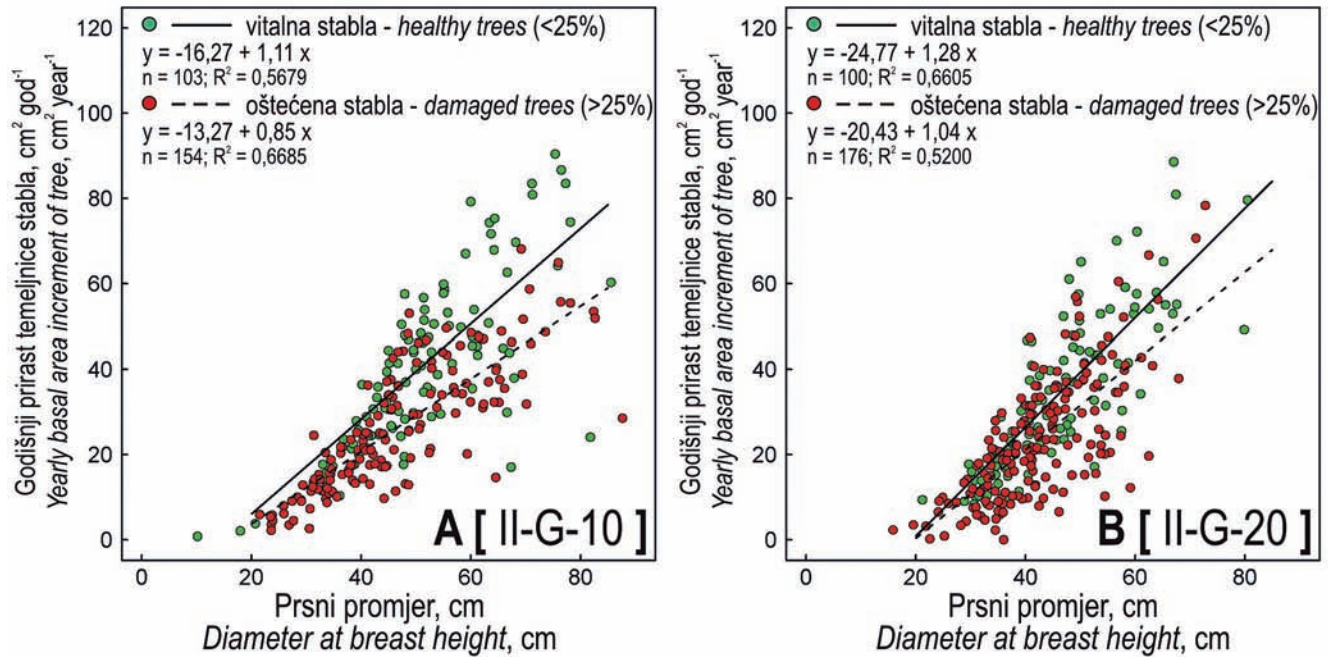 Godišnji prirast temeljnice stabla, cm² god⁻¹
Yearly basal area increment of tree, cm² year⁻¹
120
100
80
60
40
20
0
vitalna stabla - healthy trees (<25%)
y = -16,27 + 1,11 x
n = 103; R² = 0,5679
oštećena stabla - damaged trees (>25%)
y = -13,27 + 0,85 x
n = 154; R² = 0,6685
A [ II-G-10 ]
0 20 40 60 80
Prsni promjer, cm
Diameter at breast height, cm
Godišnji prirast temeljnice stabla, cm² god⁻¹
Yearly basal area increment of tree, cm² year⁻¹
120
100
80
60
40
20
0
vitalna stabla - healthy trees (<25%)
y = -24,77 + 1,28 x
n = 100; R² = 0,6605
oštećena stabla - damaged trees (>25%)
y = -20,43 + 1,04 x
n = 176; R² = 0,5200
B [ II-G-20 ]
0 20 40 60 80
Prsni promjer, cm
Diameter at breast height, cm